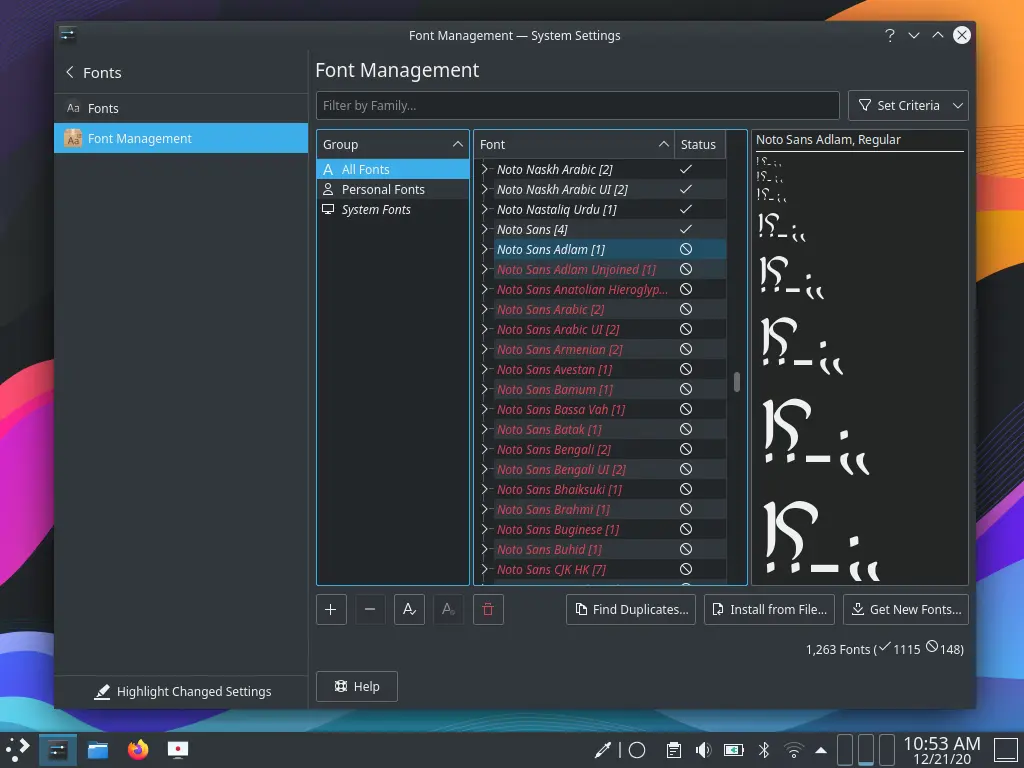 Font Management — System Settings
Fonts
Font Management
Fonts
Font Management
Filter by Family...
Set Criteria
Group
All Fonts
Personal Fonts
System Fonts
Font
Status
Noto Naskh Arabic [2]
Noto Naskh Arabic UI [2]
Noto Nastaliq Urdu [1]
Noto Sans [4]
Noto Sans Adlam [1]
Noto Sans Adlam Unjoined [1]
Noto Sans Anatolian Hieroglyp...
Noto Sans Arabic [2]
Noto Sans Arabic UI [2]
Noto Sans Armenian [2]
Noto Sans Avestan [1]
Noto Sans Bamum [1]
Noto Sans Bassa Vah [1]
Noto Sans Batak [1]
Noto Sans Bengali [2]
Noto Sans Bengali UI [2]
Noto Sans Bhaiksuki [1]
Noto Sans Brahmi [1]
Noto Sans Buginese [1]
Noto Sans Buhid [1]
Noto Sans CJK HK [7]
Noto Sans Adlam, Regular
Find Duplicates...
Install from File...
Get New Fonts...
1,263 Fonts (✓1115 🛇148)
Highlight Changed Settings
Help
10:53 AM
12/21/20